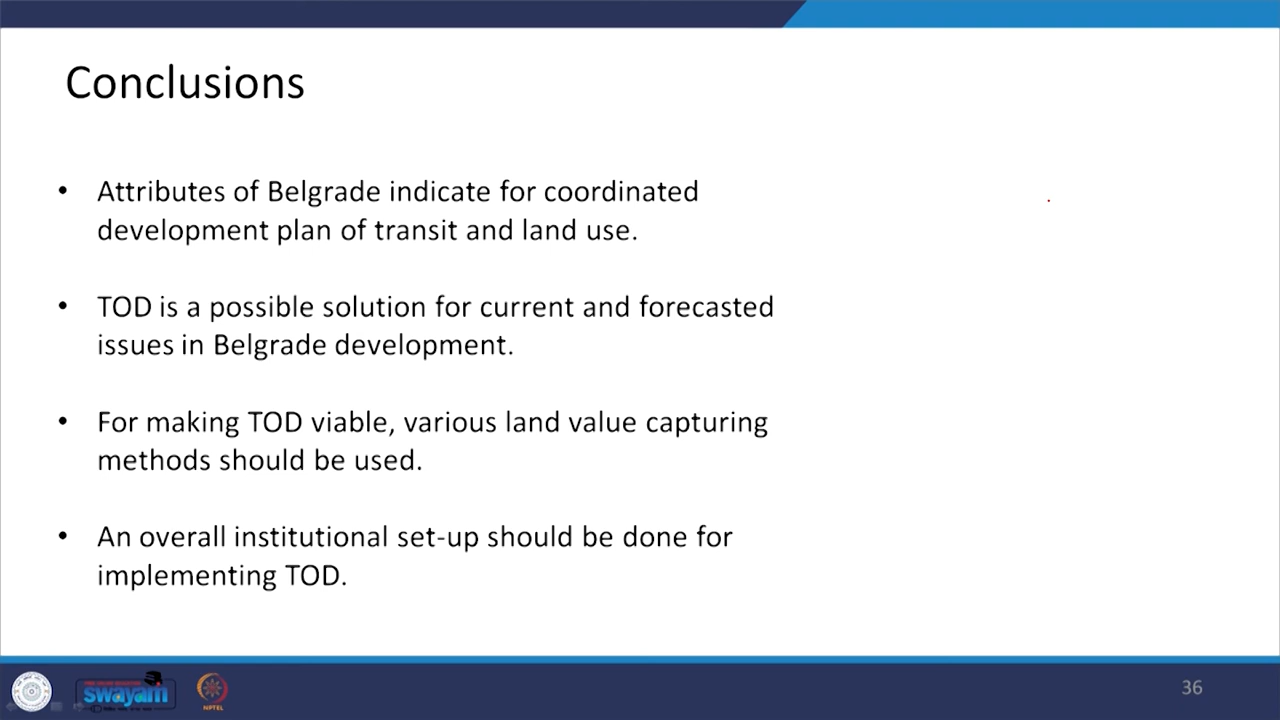 Conclusions
• Attributes of Belgrade indicate for coordinated
development plan of transit and land use.
• TOD is a possible solution for current and forecasted
issues in Belgrade development.
• For making TOD viable, various land value capturing
methods should be used.
• An overall institutional set-up should be done for
implementing TOD.
swayam
NPTEL
36